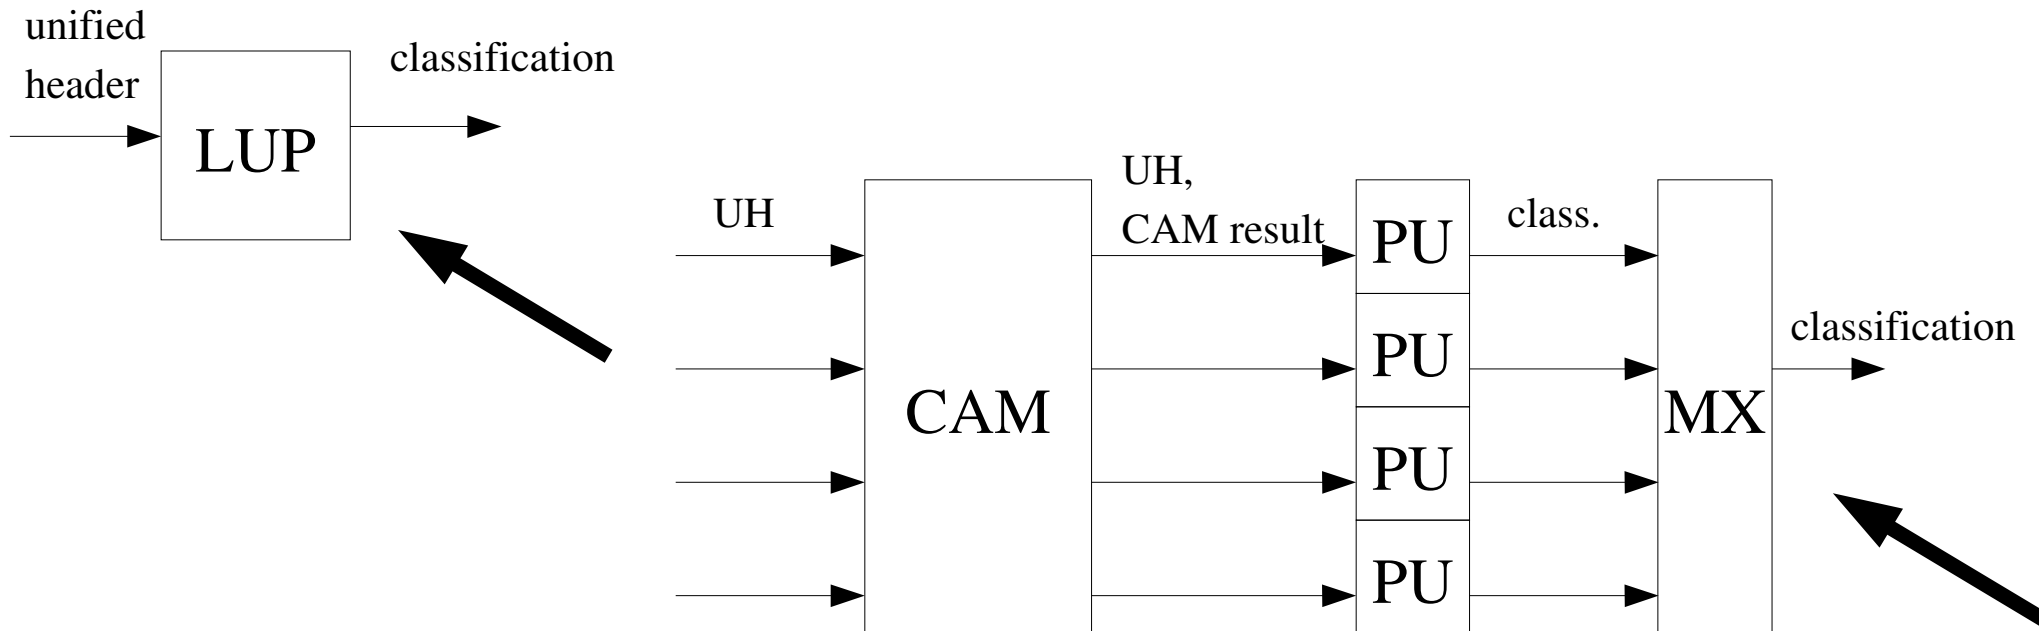 unified
header
LUP
classification
UH
CAM
UH,
CAM result
PU
PU
PU
PU
class.
MX
classification